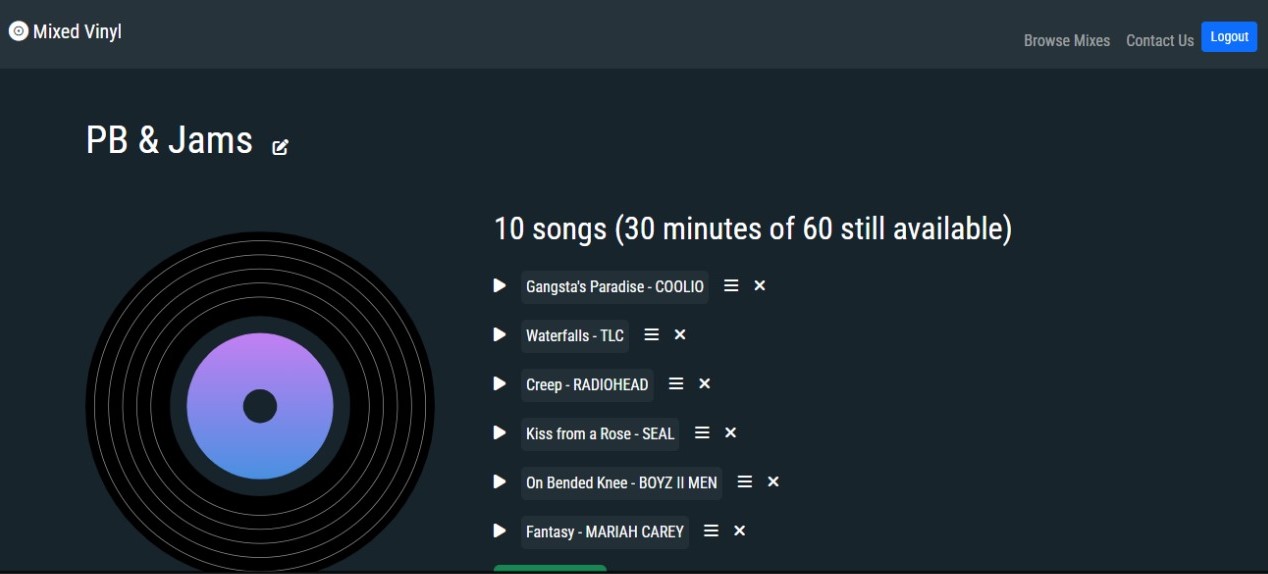 Mixed Vinyl
Browse Mixes Contact Us Logout
PB & Jams
10 songs (30 minutes of 60 still available)
Gangsta's Paradise - COOLIO
Waterfalls - TLC
Creep - RADIOHEAD
Kiss from a Rose - SEAL
On Bended Knee - BOYZ II MEN
Fantasy - MARIAH CAREY